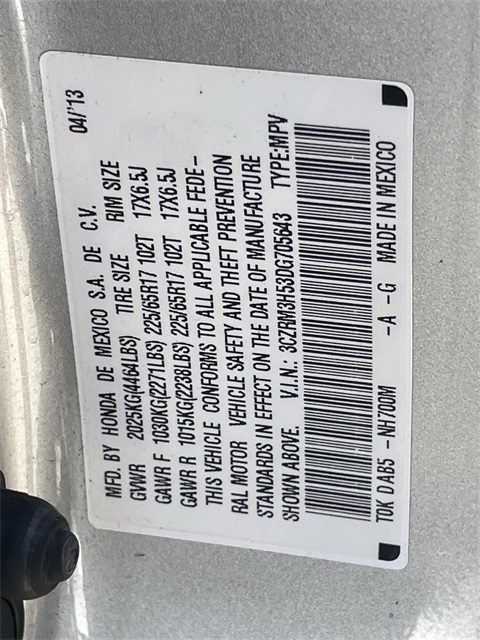 MFD. BY HONDA DE MEXICO S.A. DE C.V. 04/'13
GVWR 2025KG(4464LBS) TIRE SIZE RIM SIZE
GAWR F 1030KG(2271LBS) 225/65R17 102T 17X6.5J
GAWR R 1015KG(2238LBS) 225/65R17 102T 17X6.5J
THIS VEHICLE CONFORMS TO ALL APPLICABLE FEDE-
RAL MOTOR VEHICLE SAFETY AND THEFT PREVENTION
STANDARDS IN EFFECT ON THE DATE OF MANUFACTURE
SHOWN ABOVE. V.I.N.: 3CZRM3H53DG705643 TYPE:MPV
TDK DAB5 -NH700M -A -G MADE IN MEXICO